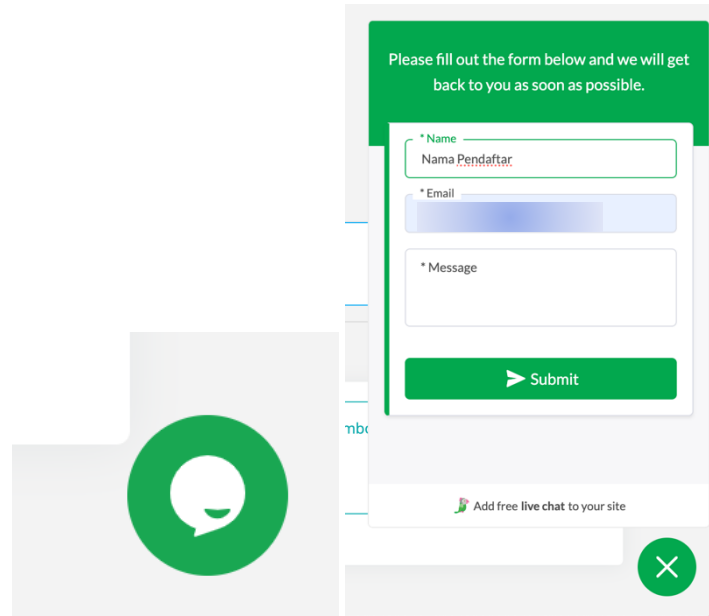 Please fill out the form below and we will get
back to you as soon as possible.
* Name
Nama Pendaftar
* Email
* Message
Submit
mbo
Add free live chat to your site